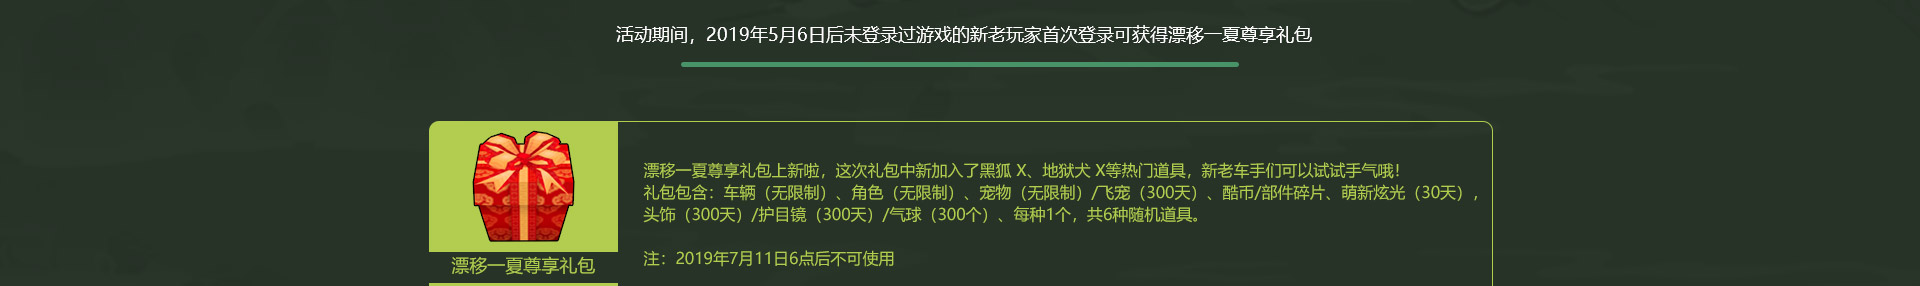 活动期间，2019年5月6日后未登录过游戏的新老玩家首次登录可获得漂移一夏尊享礼包
漂移一夏尊享礼包上新啦，这次礼包中新加入了黑狐 X、地狱犬 X等热门道具，新老车手们可以试试手气哦！
礼包包含：车辆（无限制）、角色（无限制）、宠物（无限制）/飞宠（300天）、酷币/部件碎片、萌新炫光（30天），
头饰（300天）/护目镜（300天）/气球（300个）、每种1个，共6种随机道具。
注：2019年7月11日6点后不可使用
漂移一夏尊享礼包